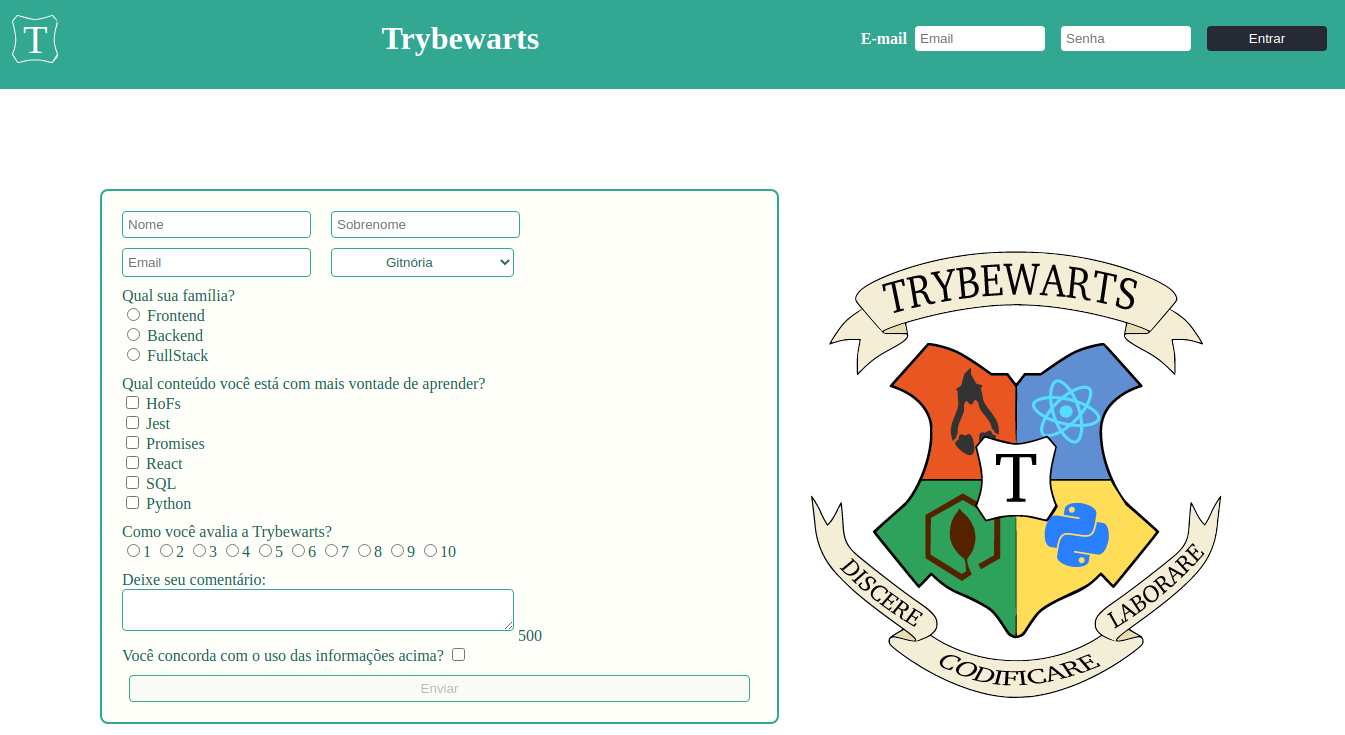 T Trybewarts E-mail Email Senha Entrar
Nome Sobrenome
Email Gitnória
Qual sua família?
Frontend
Backend
FullStack
Qual conteúdo você está com mais vontade de aprender?
HoFs
Jest
Promises
React
SQL
Python
Como você avalia a Trybewarts?
1 2 3 4 5 6 7 8 9 10
Deixe seu comentário:
500
Você concorda com o uso das informações acima?
Enviar
TRYBEWARTS
T
DISCERE
LABORARE
CODIFICARE